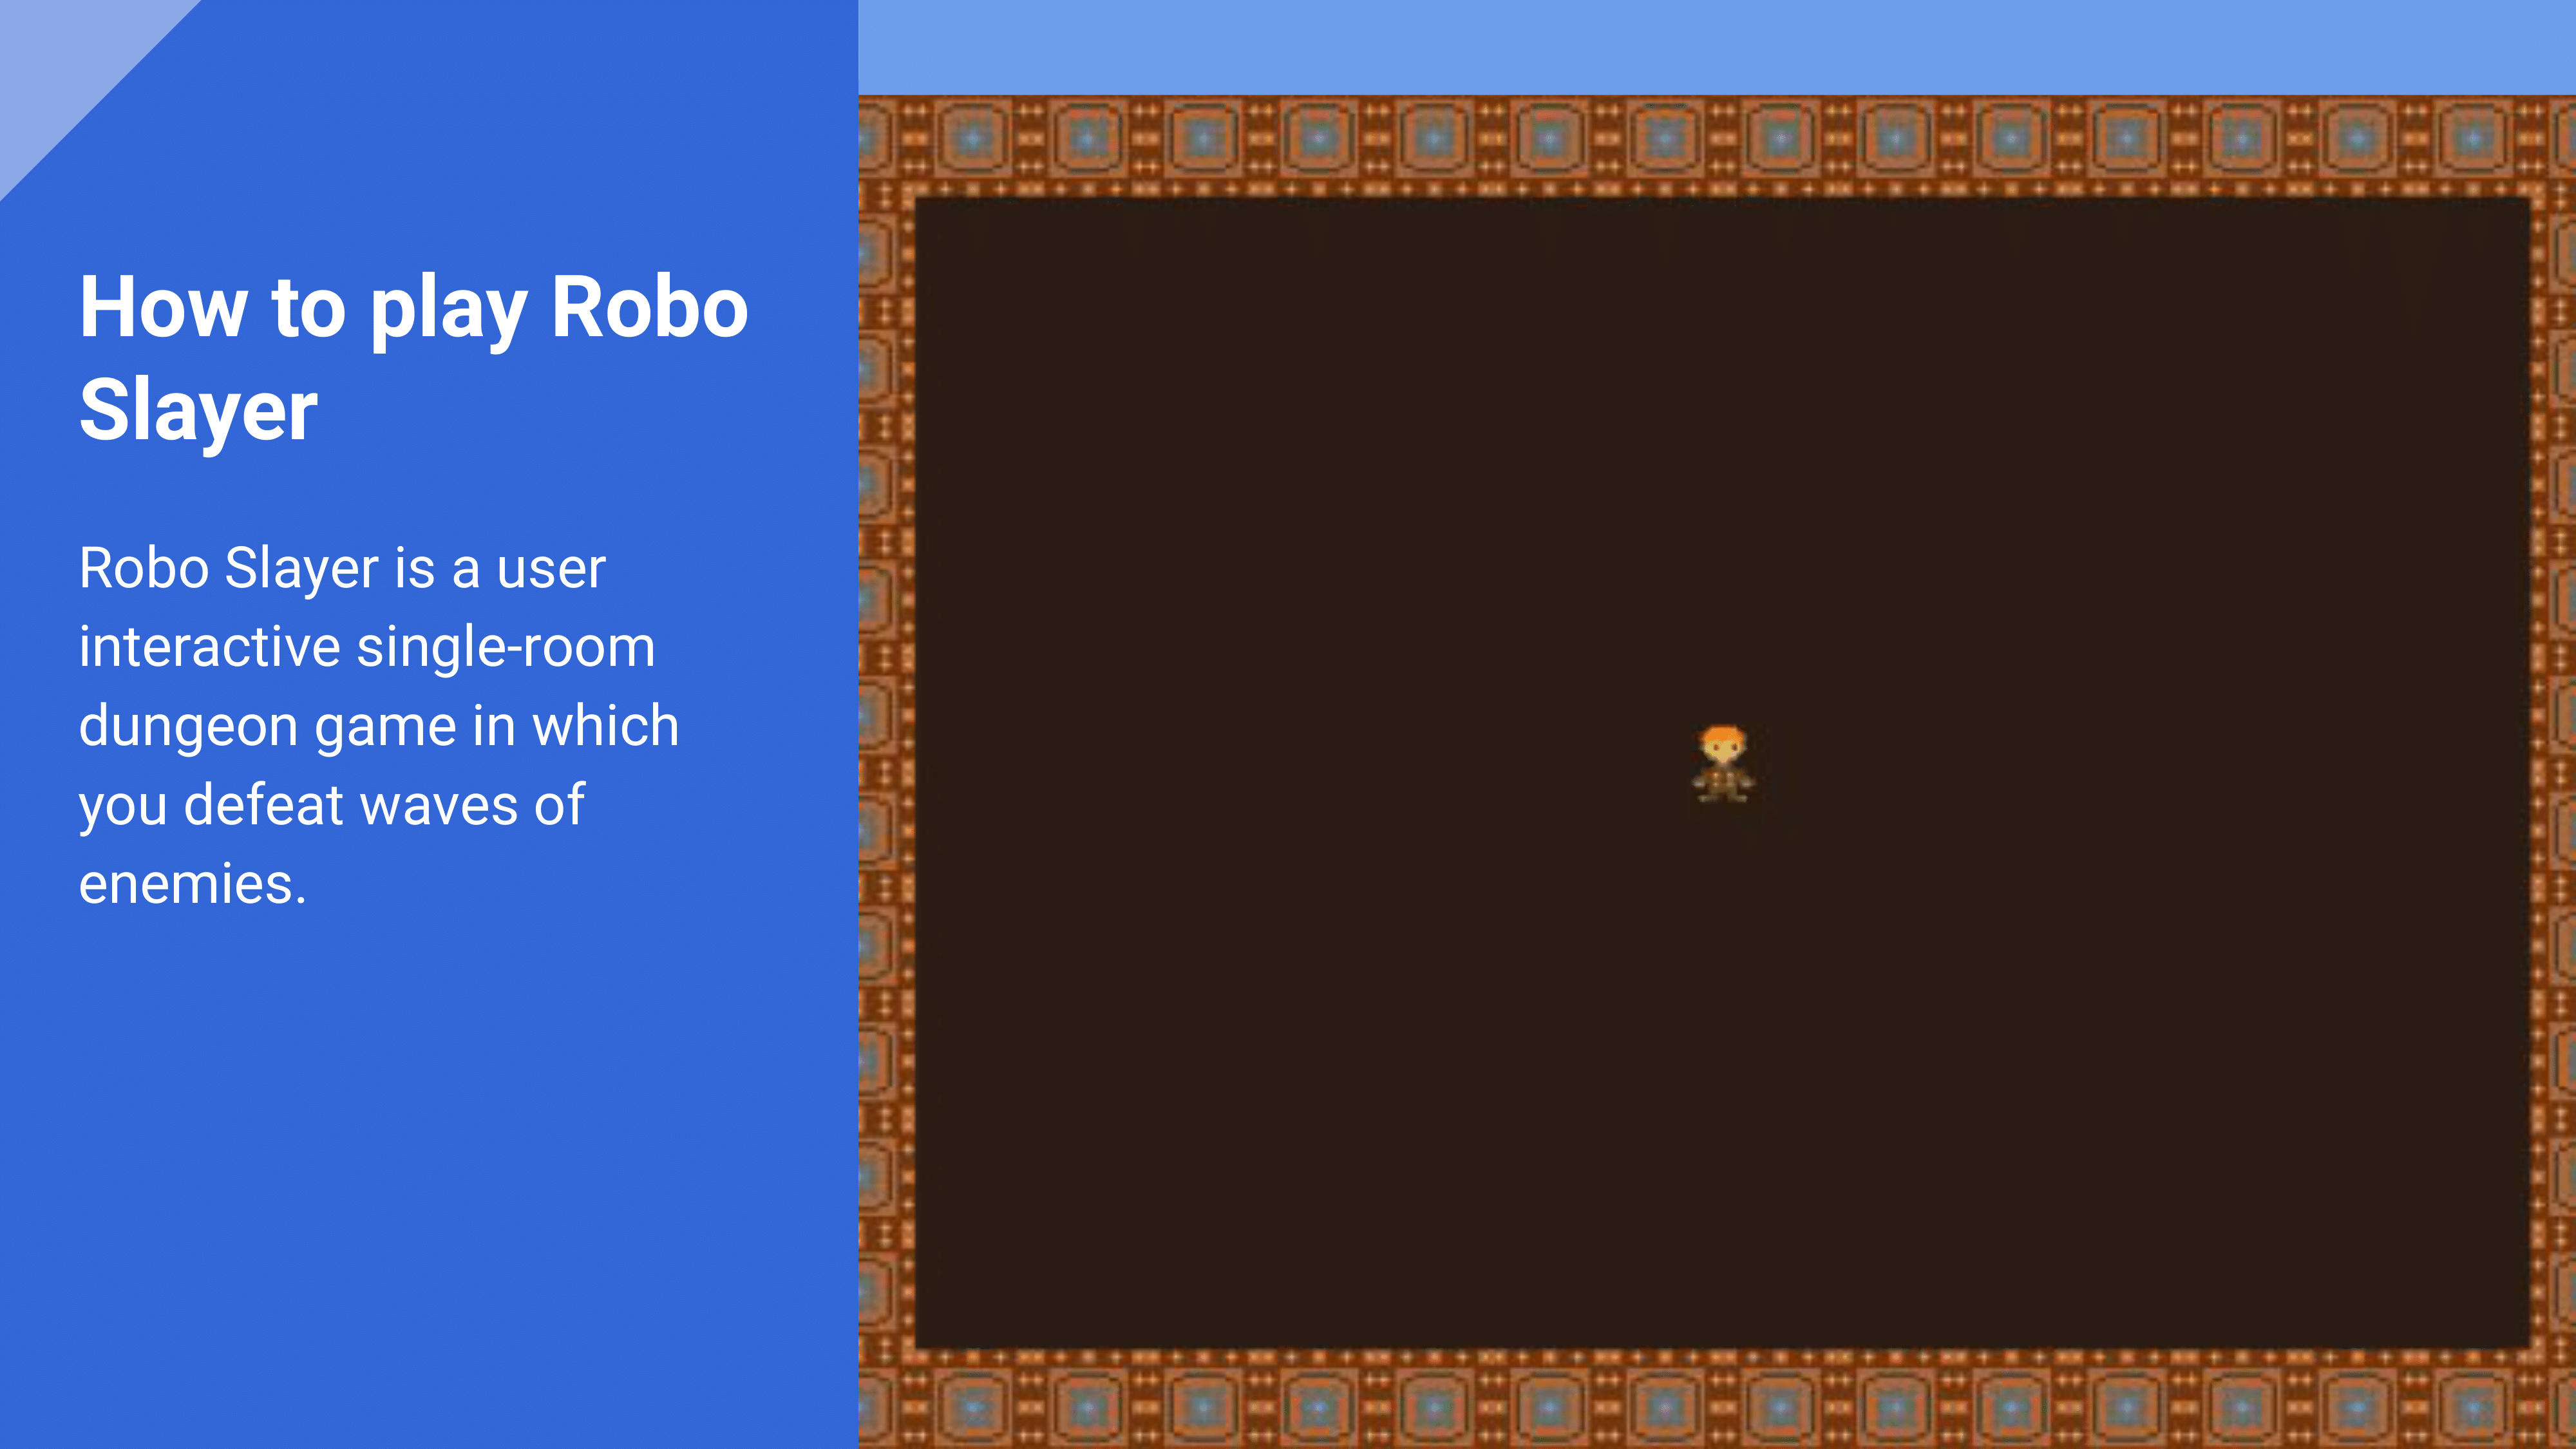 How to play Robo
Slayer
Robo Slayer is a user
interactive single-room
dungeon game in which
you defeat waves of
enemies.